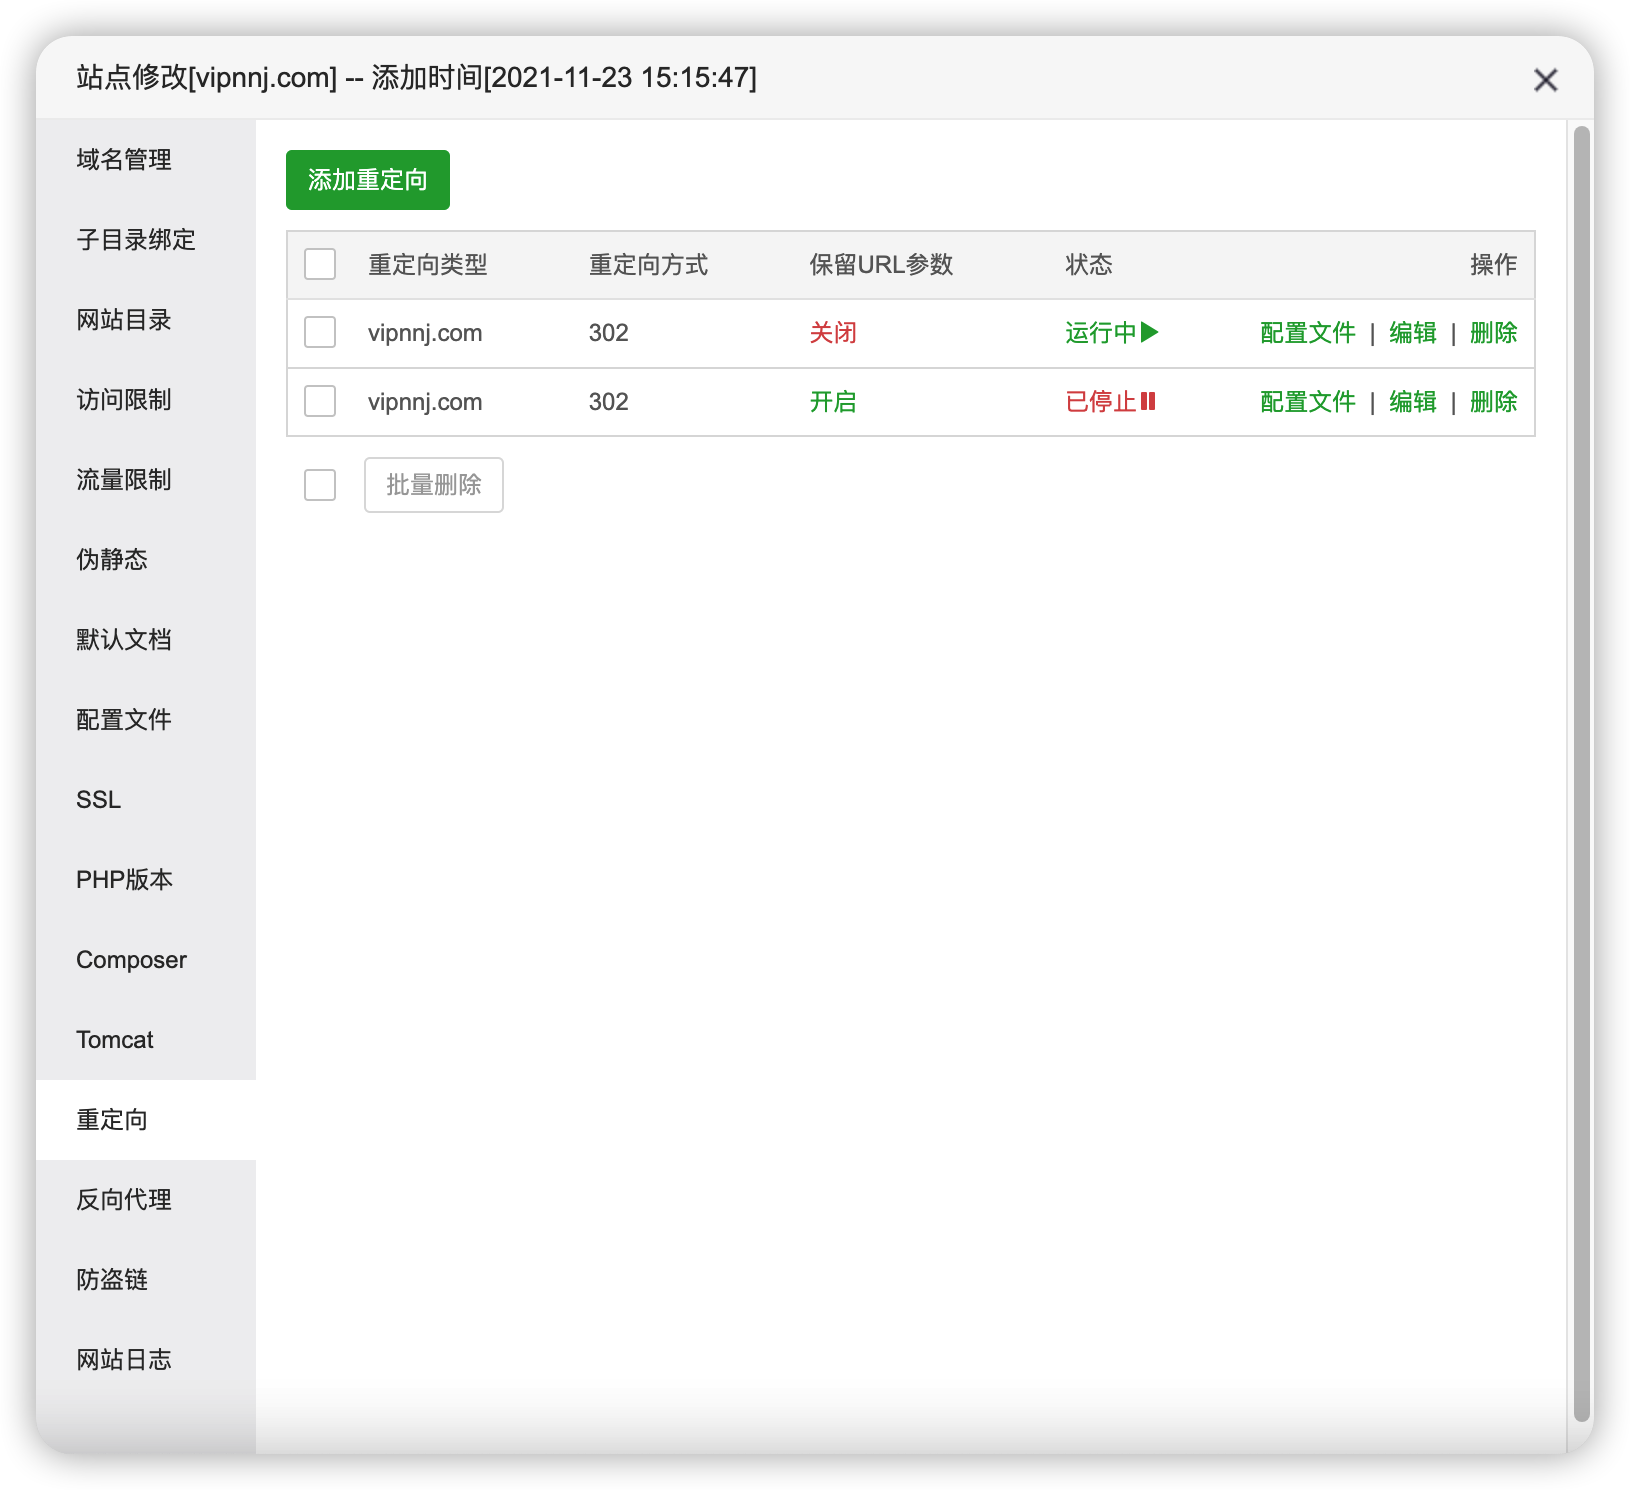 站点修改[vipnnj.com] -- 添加时间[2021-11-23 15:15:47]
域名管理
子目录绑定
网站目录
访问限制
流量限制
伪静态
默认文档
配置文件
SSL
PHP版本
Composer
Tomcat
重定向
反向代理
防盗链
网站日志
添加重定向
重定向类型 重定向方式 保留URL参数 状态 操作
vipnnj.com 302 关闭 运行中 配置文件 | 编辑 | 删除
vipnnj.com 302 开启 已停止 配置文件 | 编辑 | 删除
批量删除